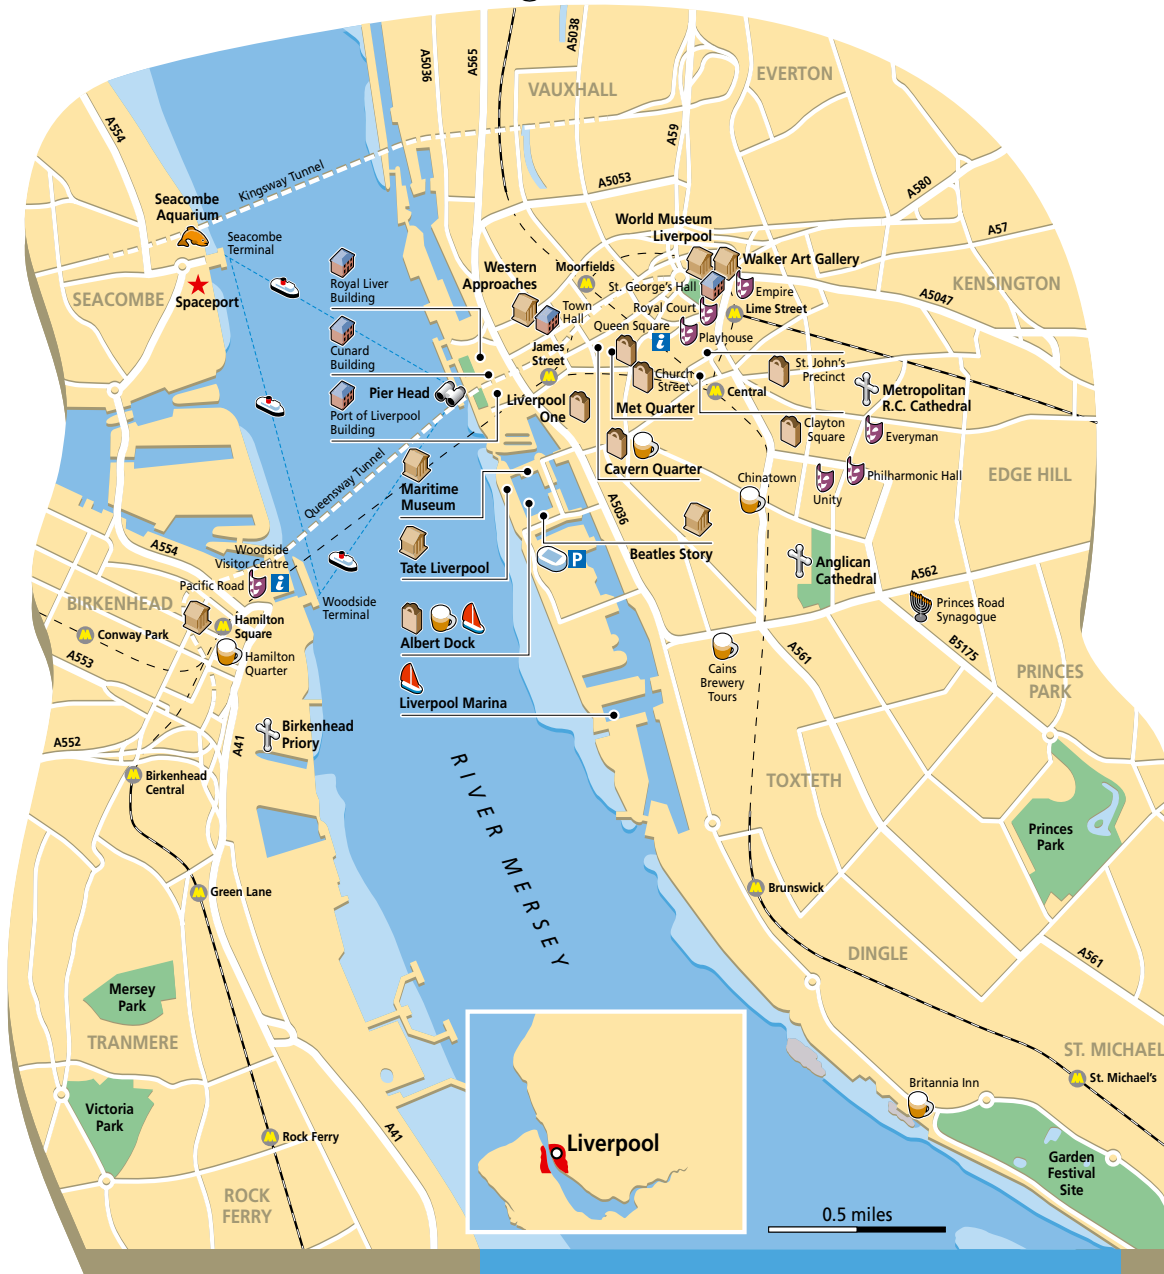 A5036
A565
A5038
VAUXHALL
EVERTON
A554
A59
Kingsway Tunnel
A5053
A580
Seacombe
Aquarium
World Museum
Liverpool
A57
Seacombe
Terminal
Walker Art Gallery
Western
Approaches
Moorfields
St. George's Hall
Empire
KENSINGTON
SEACOMBE
Spaceport
Royal Liver
Building
Town
Hall
Royal Court
Lime Street
A5047
Queen Square
Playhouse
i
Cunard
Building
James
Street
Church
Street
St. John's
Precinct
Pier Head
Liverpool
One
Met Quarter
Central
Metropolitan
R.C. Cathedral
Port of Liverpool
Building
Clayton
Square
Everyman
Queensway Tunnel
Cavern Quarter
Chinatown
Philharmonic Hall
Unity
EDGE HILL
Maritime
Museum
A5036
A554
Woodside
Visitor Centre
Pacific Road
i
Tate Liverpool
P
Beatles Story
Anglican
Cathedral
A562
BIRKENHEAD
Woodside
Terminal
Princes Road
Synagogue
Conway Park
Hamilton
Square
Albert Dock
A553
Hamilton
Quarter
Cains
Brewery
Tours
A561
B5175
PRINCES
PARK
Liverpool Marina
Birkenhead
Priory
A552
A41
RIVER MERSEY
Birkenhead
Central
TOXTETH
Princes
Park
Green Lane
Brunswick
DINGLE
A561
Mersey
Park
TRANMERE
ST. MICHAEL
St. Michael's
Britannia Inn
Victoria
Park
Rock Ferry
A41
Liverpool
Garden
Festival
Site
ROCK
FERRY
0.5 miles